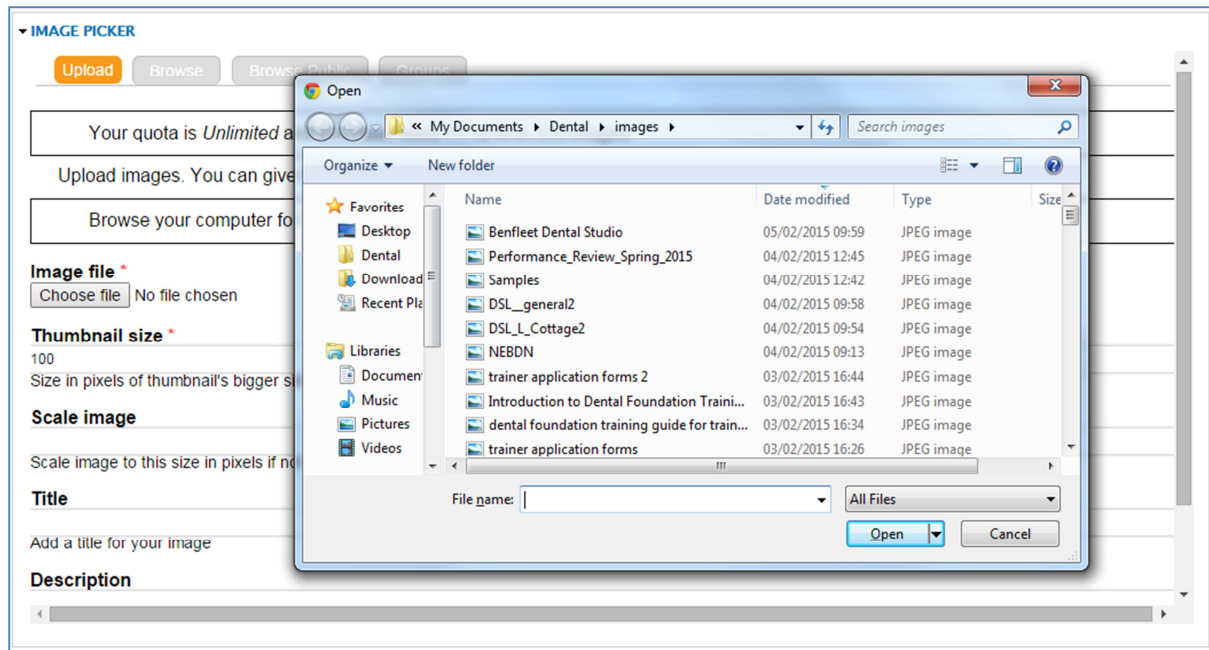 IMAGE PICKER
Upload Browse Browse Public Groups
Open
Your quota is Unlimited a
« My Documents Dental images Search images
Upload images. You can give
Organize New folder
Browse your computer fo
Name Date modified Type Size
Favorites
Desktop
Dental
Download
Recent Pla
Libraries
Documen
Music
Pictures
Videos
Benfleet Dental Studio 05/02/2015 09:59 JPEG image
Performance_Review_Spring_2015 04/02/2015 12:45 JPEG image
Samples 04/02/2015 12:42 JPEG image
DSL__general2 04/02/2015 09:58 JPEG image
DSL_L_Cottage2 04/02/2015 09:54 JPEG image
NEBDN 04/02/2015 09:13 JPEG image
trainer application forms 2 03/02/2015 16:44 JPEG image
Introduction to Dental Foundation Traini... 03/02/2015 16:43 JPEG image
dental foundation training guide for train... 03/02/2015 16:34 JPEG image
trainer application forms 03/02/2015 16:26 JPEG image
File name: All Files
Open Cancel
Image file *
Choose file No file chosen
Thumbnail size *
100
Size in pixels of thumbnail's bigger si
Scale image
Scale image to this size in pixels if no
Title
Add a title for your image
Description